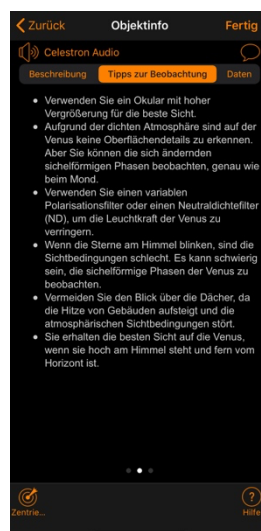 Zurück
Objektinfo
Fertig
Celestron Audio
Beschreibung
Tipps zur Beobachtung
Daten
• Verwenden Sie ein Okular mit hoher
Vergrößerung für die beste Sicht.
• Aufgrund der dichten Atmosphäre sind auf der
Venus keine Oberflächendetails zu erkennen.
Aber Sie können die sich ändernden
sichelförmigen Phasen beobachten, genau wie
beim Mond.
• Verwenden Sie einen variablen
Polarisationsfilter oder einen Neutraldichtefilter
(ND), um die Leuchtkraft der Venus zu
verringern.
• Wenn die Sterne am Himmel blinken, sind die
Sichtbedingungen schlecht. Es kann schwierig
sein, die sichelförmige Phasen der Venus zu
beobachten.
• Vermeiden Sie den Blick über die Dächer, da
die Hitze von Gebäuden aufsteigt und die
atmosphärischen Sichtbedingungen stört.
• Sie erhalten die besten Sicht auf die Venus,
wenn sie hoch am Himmel steht und fern vom
Horizont ist.
Zentrie...
?
Hilfe